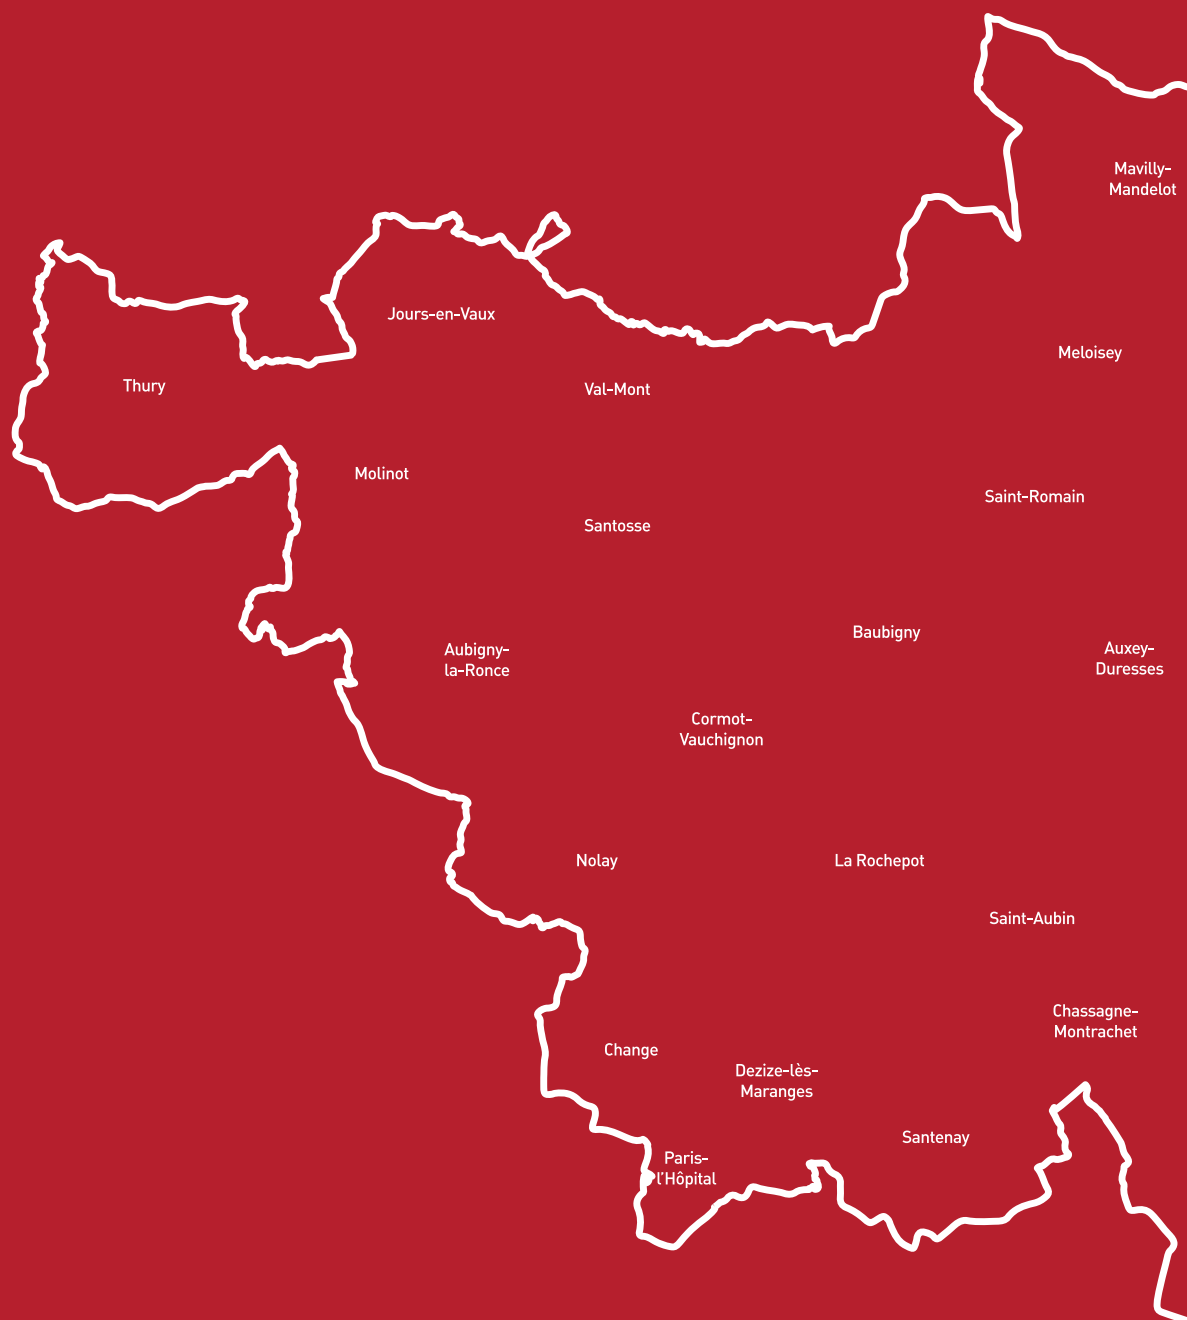 Mavilly-
Mandelot
Jours-en-Vaux
Meloisey
Thury
Val-Mont
Molinot
Saint-Romain
Santosse
Baubigny
Aubigny-
la-Ronce
Auxey-
Duresses
Cormot-
Vauchignon
Nolay
La Rochepot
Saint-Aubin
Chassagne-
Montrachet
Change
Dezize-lès-
Maranges
Santenay
Paris-
l'Hôpital